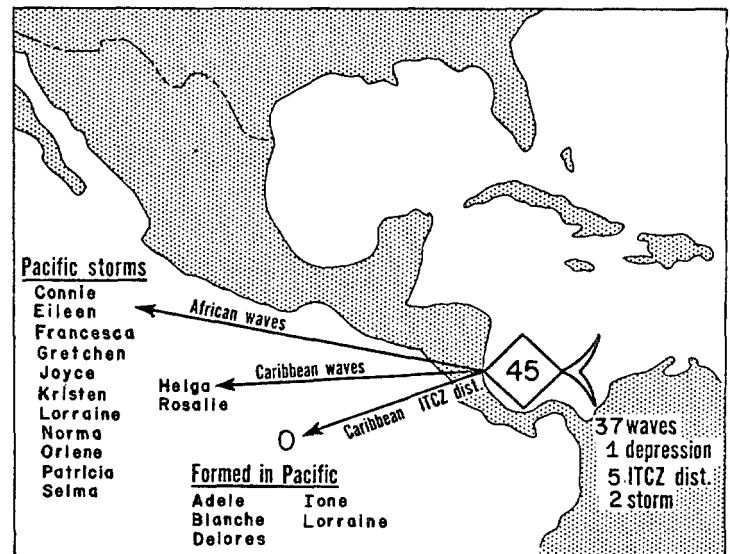 Pacific storms
Connie
Eileen
Francesca
Gretchen
Joyce
Kristen
Lorraine
Norma
Orlene
Patricia
Selma
African waves
Caribbean waves
Helga
Rosalie
Caribbean ITCZ dist.
0
45
37 waves
1 depression
5 ITCZ dist.
2 storm
Formed in Pacific
Adele Ione
Blanche Lorraine
Delores